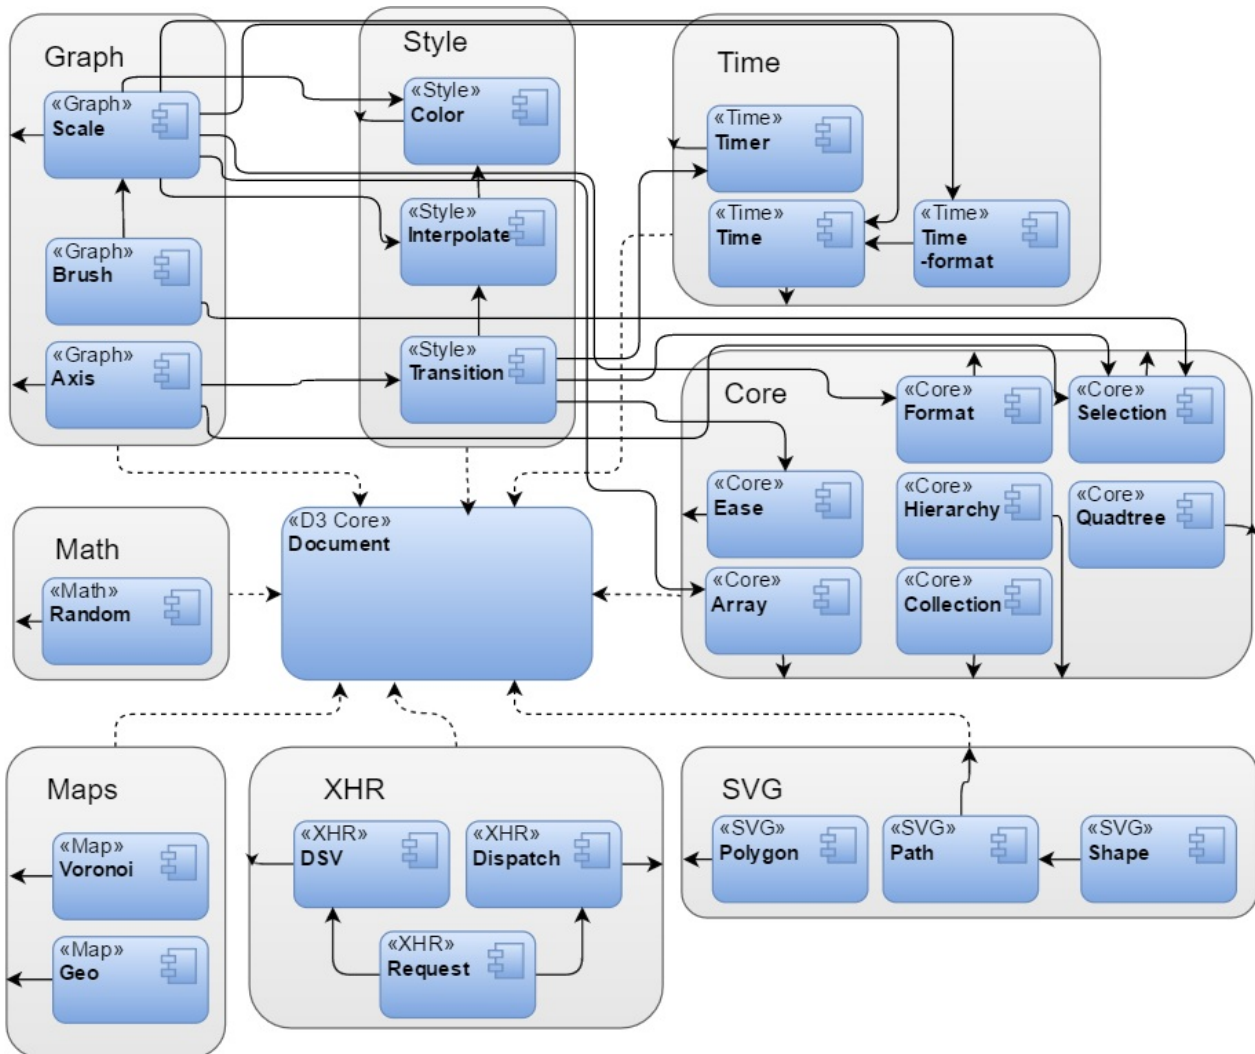 Graph
«Graph»
Scale
«Graph»
Brush
«Graph»
Axis
Style
«Style»
Color
«Style»
Interpolate
«Style»
Transition
Time
«Time»
Timer
«Time»
Time
«Time»
Time
-format
Core
«Core»
Format
«Core»
Selection
«Core»
Ease
«Core»
Hierarchy
«Core»
Quadtree
«Core»
Array
«Core»
Collection
Math
«Math»
Random
«D3 Core»
Document
Maps
«Map»
Voronoi
«Map»
Geo
XHR
«XHR»
DSV
«XHR»
Dispatch
«XHR»
Request
SVG
«SVG»
Polygon
«SVG»
Path
«SVG»
Shape